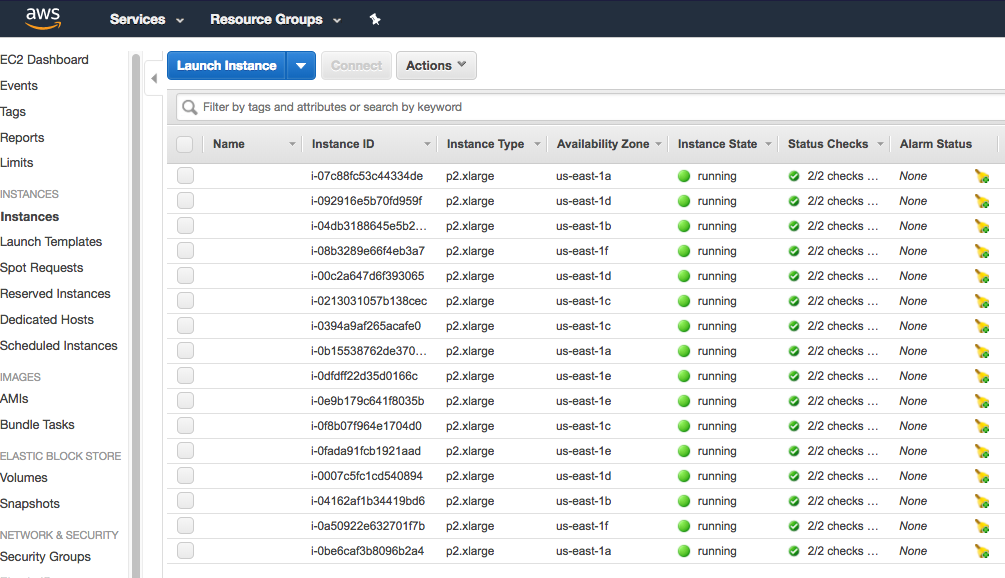 aws Services Resource Groups
EC2 Dashboard
Events
Tags
Reports
Limits
INSTANCES
Instances
Launch Templates
Spot Requests
Reserved Instances
Dedicated Hosts
Scheduled Instances
IMAGES
AMIs
Bundle Tasks
ELASTIC BLOCK STORE
Volumes
Snapshots
NETWORK & SECURITY
Security Groups
Launch Instance Connect Actions
Filter by tags and attributes or search by keyword
Name Instance ID Instance Type Availability Zone Instance State Status Checks Alarm Status
i-07c88fc53c44334de p2.xlarge us-east-1a running 2/2 checks ... None
i-092916e5b70fd959f p2.xlarge us-east-1d running 2/2 checks ... None
i-04db3188645e5b2... p2.xlarge us-east-1b running 2/2 checks ... None
i-08b3289e66f4eb3a7 p2.xlarge us-east-1f running 2/2 checks ... None
i-00c2a647d6f393065 p2.xlarge us-east-1d running 2/2 checks ... None
i-0213031057b138cec p2.xlarge us-east-1c running 2/2 checks ... None
i-0394a9af265acafe0 p2.xlarge us-east-1c running 2/2 checks ... None
i-0b15538762de370... p2.xlarge us-east-1a running 2/2 checks ... None
i-0dfdff22d35d0166c p2.xlarge us-east-1e running 2/2 checks ... None
i-0e9b179c641f8035b p2.xlarge us-east-1e running 2/2 checks ... None
i-0f8b07f964e1704d0 p2.xlarge us-east-1c running 2/2 checks ... None
i-0fada91fcb1921aad p2.xlarge us-east-1e running 2/2 checks ... None
i-0007c5fc1cd540894 p2.xlarge us-east-1d running 2/2 checks ... None
i-04162af1b34419bd6 p2.xlarge us-east-1b running 2/2 checks ... None
i-0a50922e632701f7b p2.xlarge us-east-1f running 2/2 checks ... None
i-0be6caf3b8096b2a4 p2.xlarge us-east-1a running 2/2 checks ... None